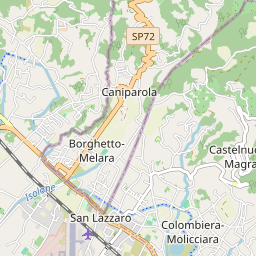 SP72
Caniparola
Borghetto-
Melara
Castelnuo
Magra
Isolone
San Lazzaro
Colombiera-
Molicciara